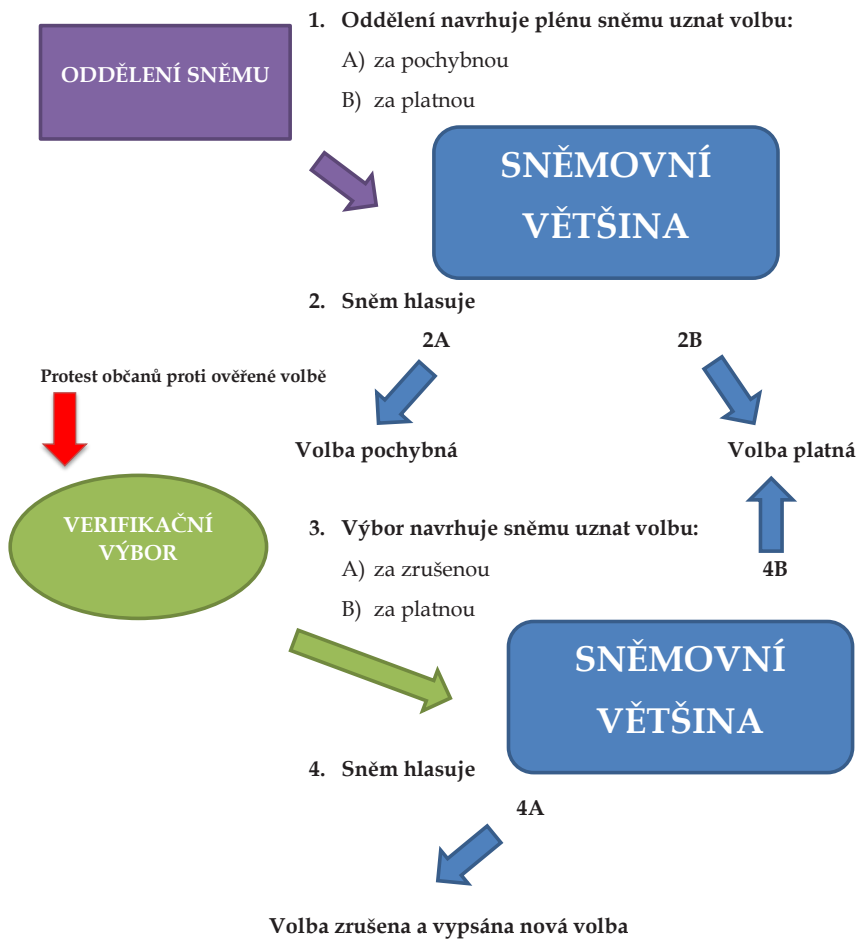 1. Oddělení navrhuje plénu sněmu uznat volbu:
A) za pochybnou
B) za platnou
ODDĚLENÍ SNĚMU
SNĚMOVNÍ
VĚTŠINA
2. Sněm hlasuje
2A
2B
Protest občanů proti ověřené volbě
Volba pochybná
Volba platná
VERIFIKAČNÍ
VÝBOR
3. Výbor navrhuje sněmu uznat volbu:
A) za zrušenou
B) za platnou
4B
SNĚMOVNÍ
VĚTŠINA
4. Sněm hlasuje
4A
Volba zrušena a vypsána nová volba